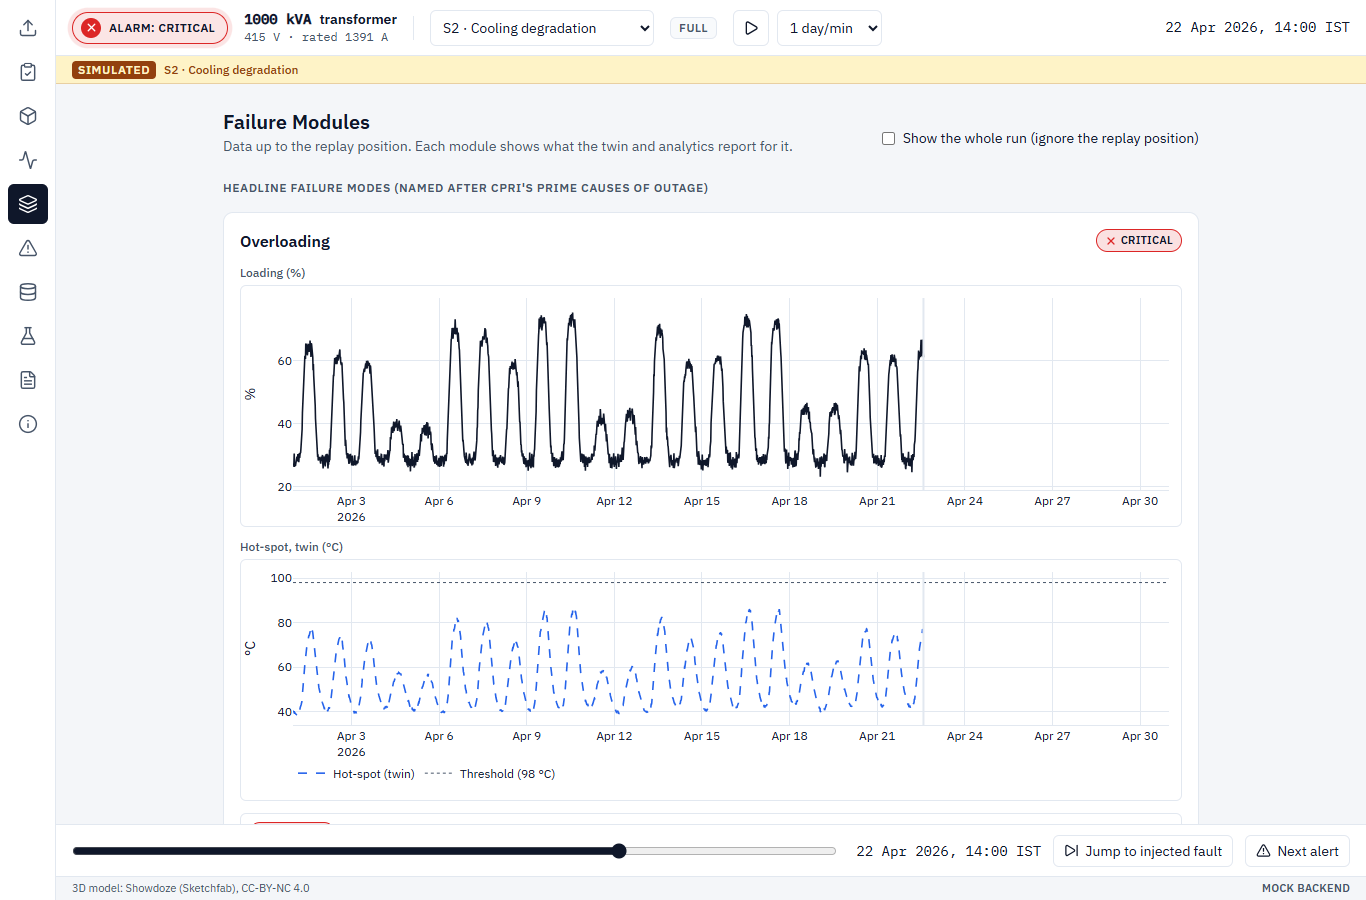 ALARM: CRITICAL
1000 kVA transformer
415 V · rated 1391 A
S2 · Cooling degradation
FULL
1 day/min
22 Apr 2026, 14:00 IST
SIMULATED S2 · Cooling degradation
Failure Modules
Data up to the replay position. Each module shows what the twin and analytics report for it.
Show the whole run (ignore the replay position)
HEADLINE FAILURE MODES (NAMED AFTER CPRI'S PRIME CAUSES OF OUTAGE)
Overloading
CRITICAL
Loading (%)
60
40
20
%
Apr 3 Apr 6 Apr 9 Apr 12 Apr 15 Apr 18 Apr 21 Apr 24 Apr 27 Apr 30
2026
Hot-spot, twin (°C)
100
80
60
40
°C
Apr 3 Apr 6 Apr 9 Apr 12 Apr 15 Apr 18 Apr 21 Apr 24 Apr 27 Apr 30
2026
Hot-spot (twin) Threshold (98 °C)
22 Apr 2026, 14:00 IST
Jump to injected fault
Next alert
3D model: Showdoze (Sketchfab), CC-BY-NC 4.0
MOCK BACKEND